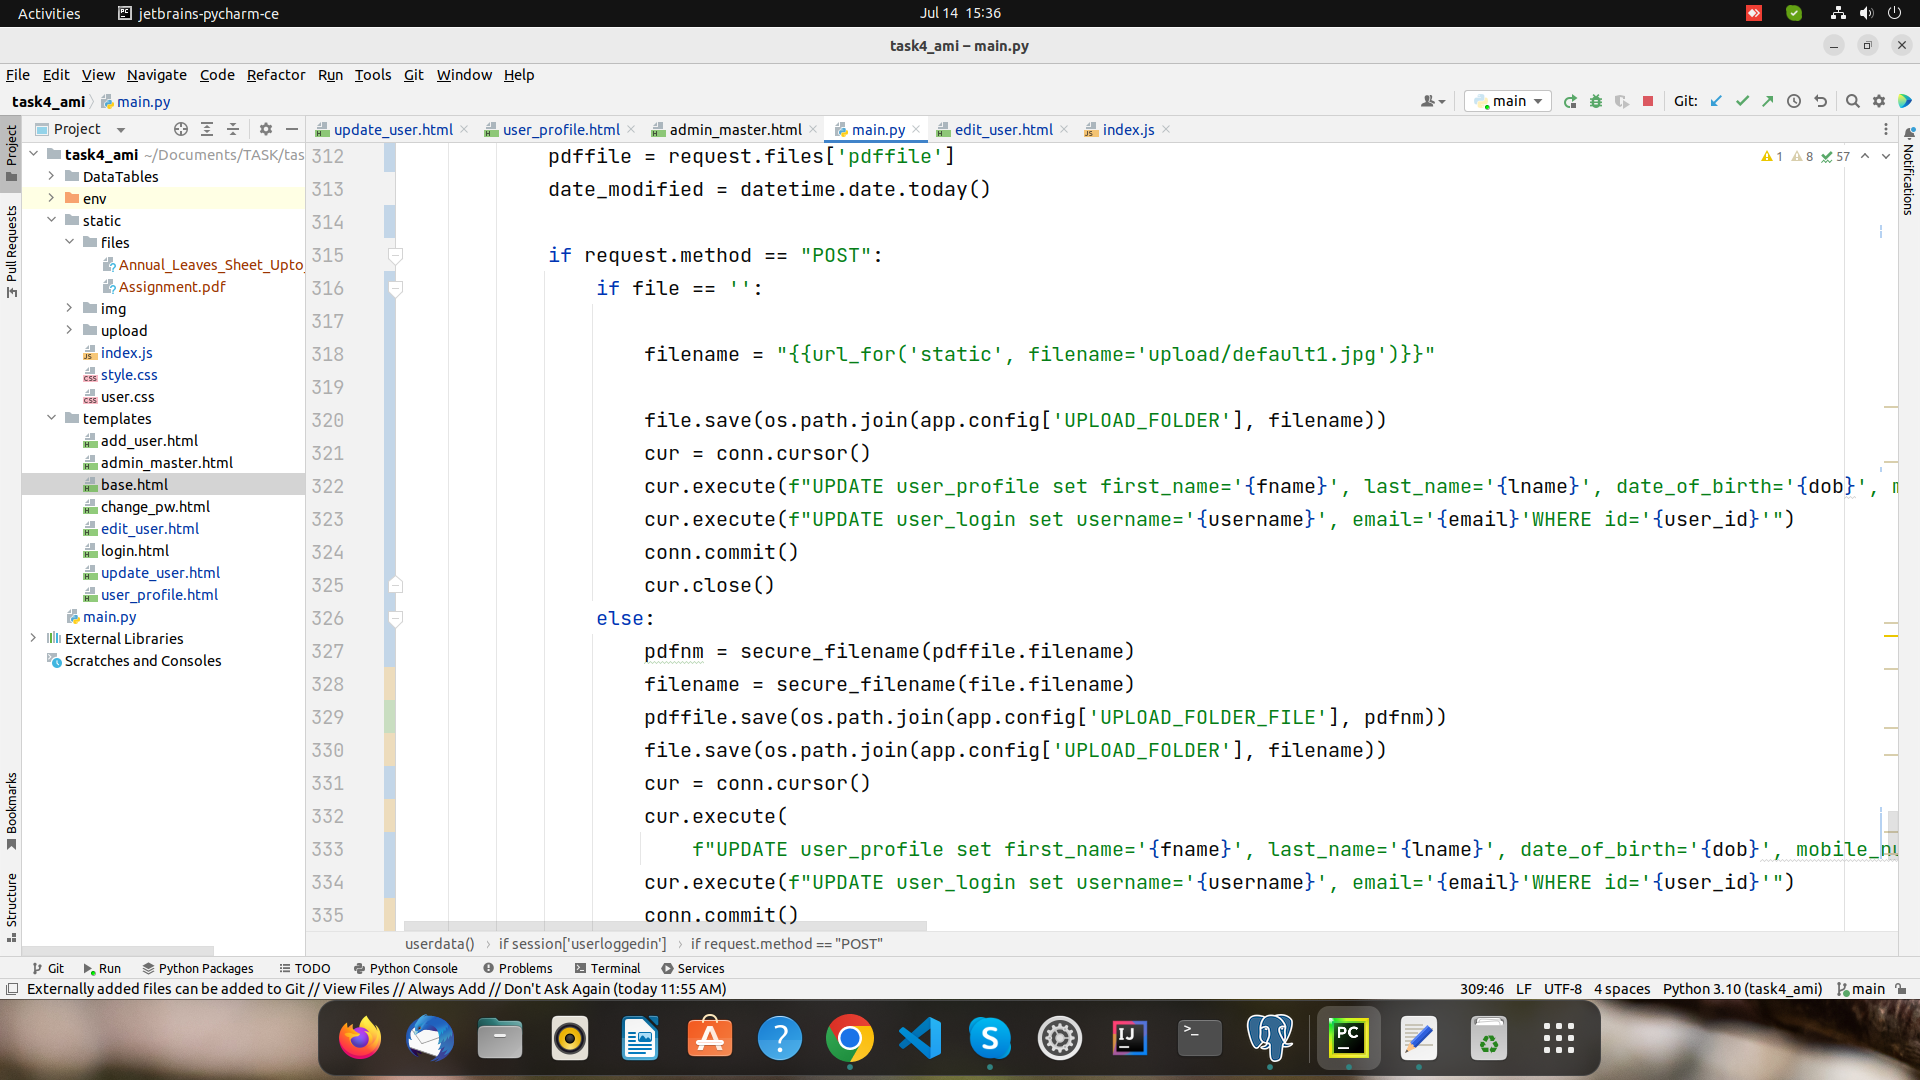 Activities jetbrains-pycharm-ce Jul 14 15:36
task4_ami – main.py
File Edit View Navigate Code Refactor Run Tools Git Window Help
task4_ami main.py main Git:
Project update_user.html user_profile.html admin_master.html main.py edit_user.html index.js
Project
Pull Requests
Bookmarks
Structure
Notifications
task4_ami ~/Documents/TASK/tas
DataTables
env
static
files
Annual_Leaves_Sheet_Upto_
Assignment.pdf
img
upload
index.js
style.css
user.css
templates
add_user.html
admin_master.html
base.html
change_pw.html
edit_user.html
login.html
update_user.html
user_profile.html
main.py
External Libraries
Scratches and Consoles
1 8 57
312 pdffile = request.files['pdffile']
313 date_modified = datetime.date.today()
314
315 if request.method == "POST":
316 if file == '':
317
318 filename = "{{url_for('static', filename='upload/default1.jpg')}}"
319
320 file.save(os.path.join(app.config['UPLOAD_FOLDER'], filename))
321 cur = conn.cursor()
322 cur.execute(f"UPDATE user_profile set first_name='{fname}', last_name='{lname}', date_of_birth='{dob}', m
323 cur.execute(f"UPDATE user_login set username='{username}', email='{email}'WHERE id='{user_id}'")
324 conn.commit()
325 cur.close()
326 else:
327 pdfnm = secure_filename(pdffile.filename)
328 filename = secure_filename(file.filename)
329 pdffile.save(os.path.join(app.config['UPLOAD_FOLDER_FILE'], pdfnm))
330 file.save(os.path.join(app.config['UPLOAD_FOLDER'], filename))
331 cur = conn.cursor()
332 cur.execute(
333 f"UPDATE user_profile set first_name='{fname}', last_name='{lname}', date_of_birth='{dob}', mobile_nu
334 cur.execute(f"UPDATE user_login set username='{username}', email='{email}'WHERE id='{user_id}'")
335 conn.commit()
userdata() if session['userloggedin'] if request.method == "POST"
Git Run Python Packages TODO Python Console Problems Terminal Services
Externally added files can be added to Git // View Files // Always Add // Don't Ask Again (today 11:55 AM) 309:46 LF UTF-8 4 spaces Python 3.10 (task4_ami) main